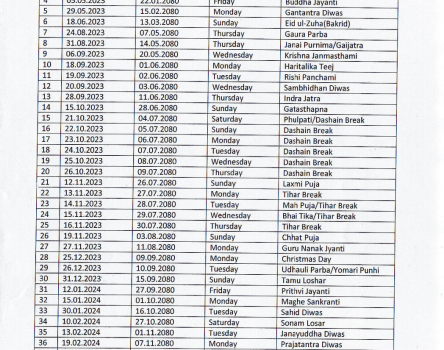 4 05.05.2023 22.01.2080 Friday Buddha Jayanti
5 29.05.2023 15.02.2080 Monday Gantantra Diwas
6 18.06.2023 13.03.2080 Sunday Eid ul-Zuha(Bakrid)
7 24.08.2023 07.05.2080 Thursday Gaura Parba
8 31.08.2023 14.05.2080 Thursday Janai Purnima/Gaijatra
9 06.09.2023 20.05.2080 Wednesday Krishna Janmasthami
10 18.09.2023 01.06.2080 Monday Haritalika Teej
11 19.09.2023 02.06.2080 Tuesday Rishi Panchami
12 20.09.2023 03.06.2080 Wednesday Sambhidhan Diwas
13 28.09.2023 11.06.2080 Thursday Indra Jatra
14 15.10.2023 28.06.2080 Sunday Gatasthapna
15 21.10.2023 04.07.2080 Saturday Phulpati/Dashain Break
16 22.10.2023 05.07.2080 Sunday Dashain Break
17 23.10.2023 06.07.2080 Monday Dashain Break
18 24.10.2023 07.07.2080 Tuesday Dashain Break
19 25.10.2023 08.07.2080 Wednesday Dashain Break
20 26.10.2023 09.07.2080 Thursday Dashain Break
21 12.11.2023 26.07.2080 Sunday Laxmi Puja
22 13.11.2023 27.07.2080 Monday Tihar Break
23 14.11.2023 28.07.2080 Tuesday Mah Puja/Tihar Break
24 15.11.2023 29.07.2080 Wednesday Bhai Tika/Tihar Break
25 16.11.2023 30.07.2080 Thursday Tihar Break
26 19.11.2023 03.08.2080 Sunday Chhat Puja
27 27.11.2023 11.08.2080 Monday Guru Nanak Jyanti
28 25.12.2023 09.09.2080 Monday Christmas Day
29 26.12.2023 10.09.2080 Tuesday Udhauli Parba/Yomari Punhi
30 31.12.2023 15.09.2080 Sunday Tamu Loshar
31 12.01.2024 27.09.2080 Friday Prithvi Jayanti
32 15.01.2024 01.10.2080 Monday Maghe Sankranti
33 30.01.2024 16.10.2080 Tuesday Sahid Diwas
34 10.02.2024 27.10.2080 Saturday Sonam Losar
35 13.02.2024 01.11.2080 Tuesday Janayuddha Diwas
36 19.02.2024 07.11.2080 Monday Prajatantra Diwas